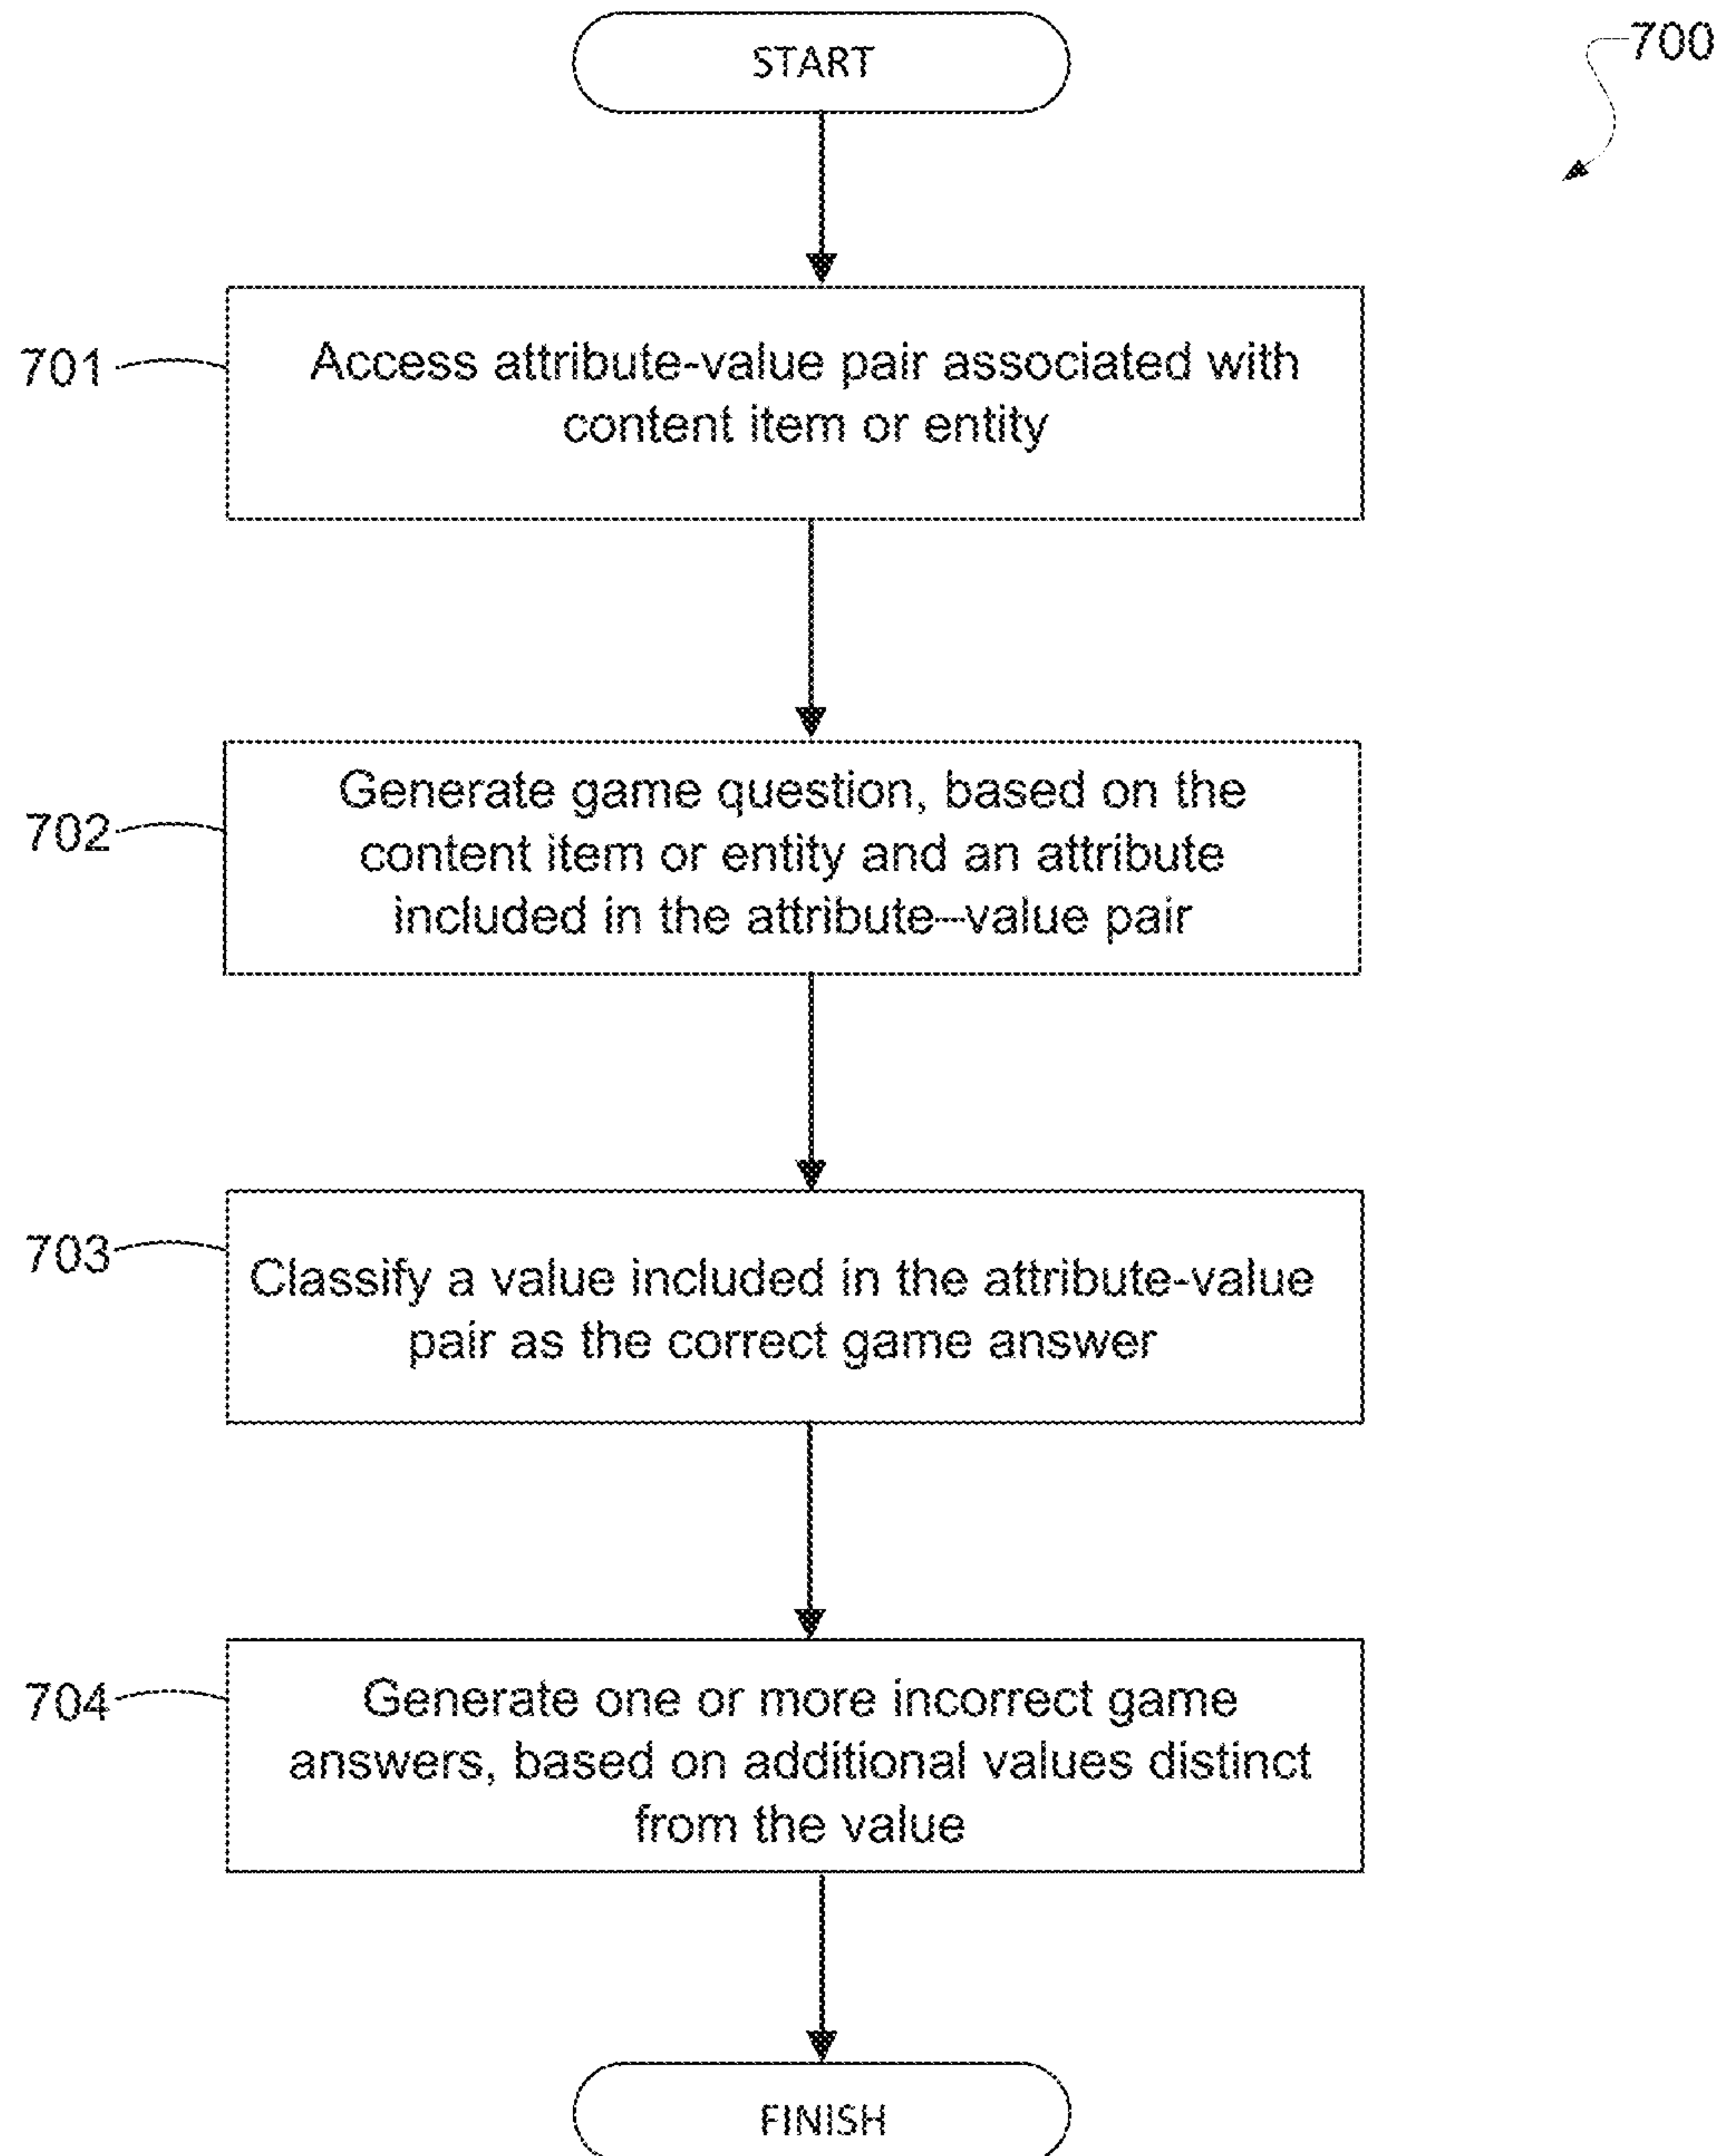 START
700
701
Access attribute-value pair associated with
content item or entity
702
Generate game question, based on the
content item or entity and an attribute
included in the attribute--value pair
703
Classify a value included in the attribute-value
pair as the correct game answer
704
Generate one or more incorrect game
answers, based on additional values distinct
from the value
FINISH